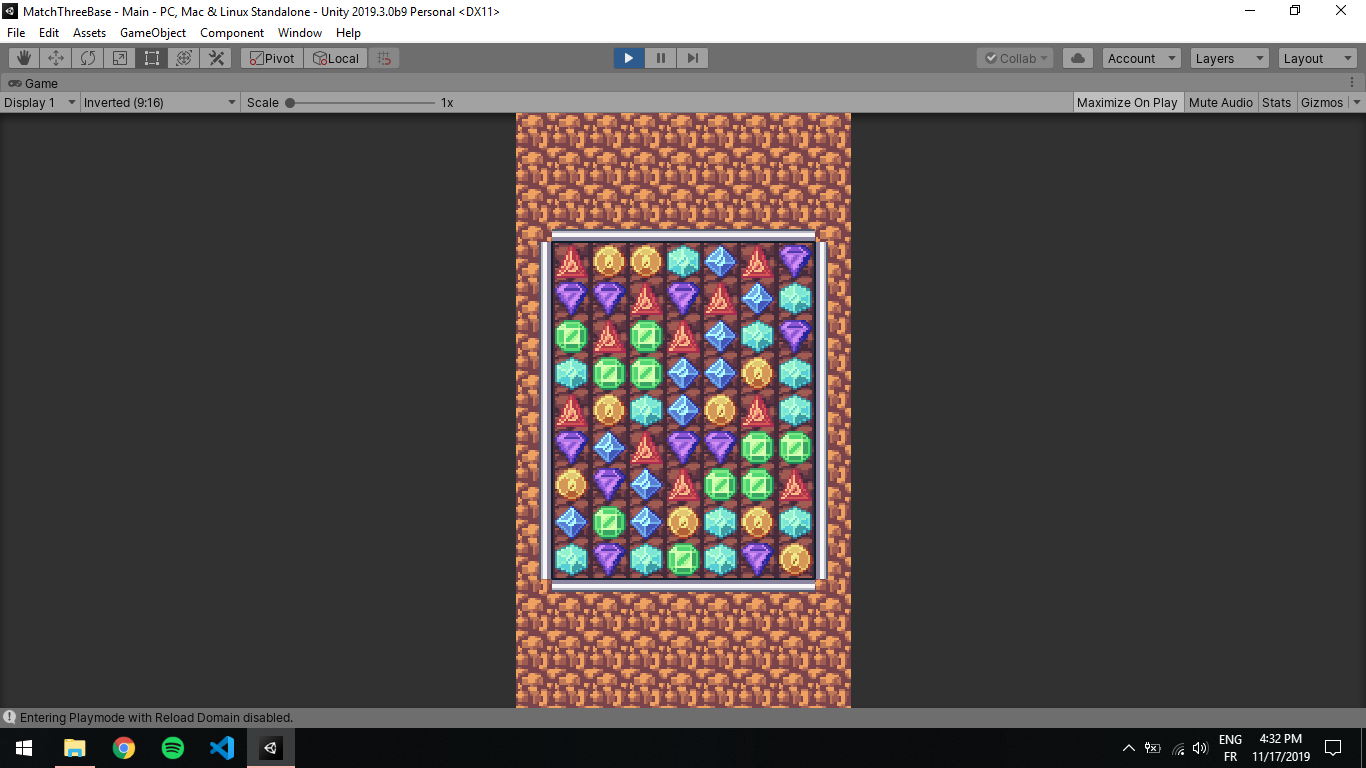 MatchThreeBase - Main - PC, Mac & Linux Standalone - Unity 2019.3.0b9 Personal <DX11>
File Edit Assets GameObject Component Window Help
Pivot Local Collab Account Layers Layout
Game
Display 1 Inverted (9:16) Scale 1x Maximize On Play Mute Audio Stats Gizmos
Entering Playmode with Reload Domain disabled.
ENG 4:32 PM
FR 11/17/2019